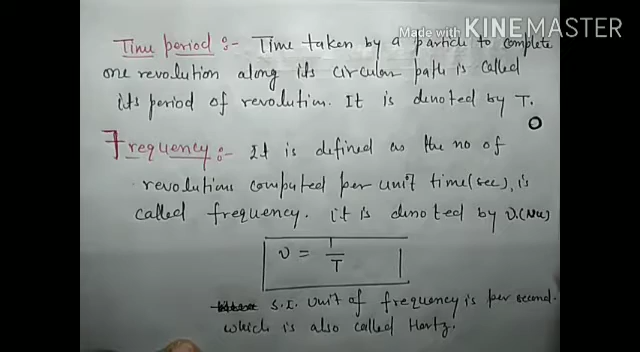 Made with KINEMASTER
Time period :- Time taken by a particle to complete
one revolution along its circular path is called
its period of revolution. It is denoted by T.
Frequency :- It is defined as the no of
revolutions computed per unit time (sec), is
called frequency. it is denoted by υ. (Nu)
υ = 1/T
S.I. Unit of frequency is per second.
which is also called Hertz.